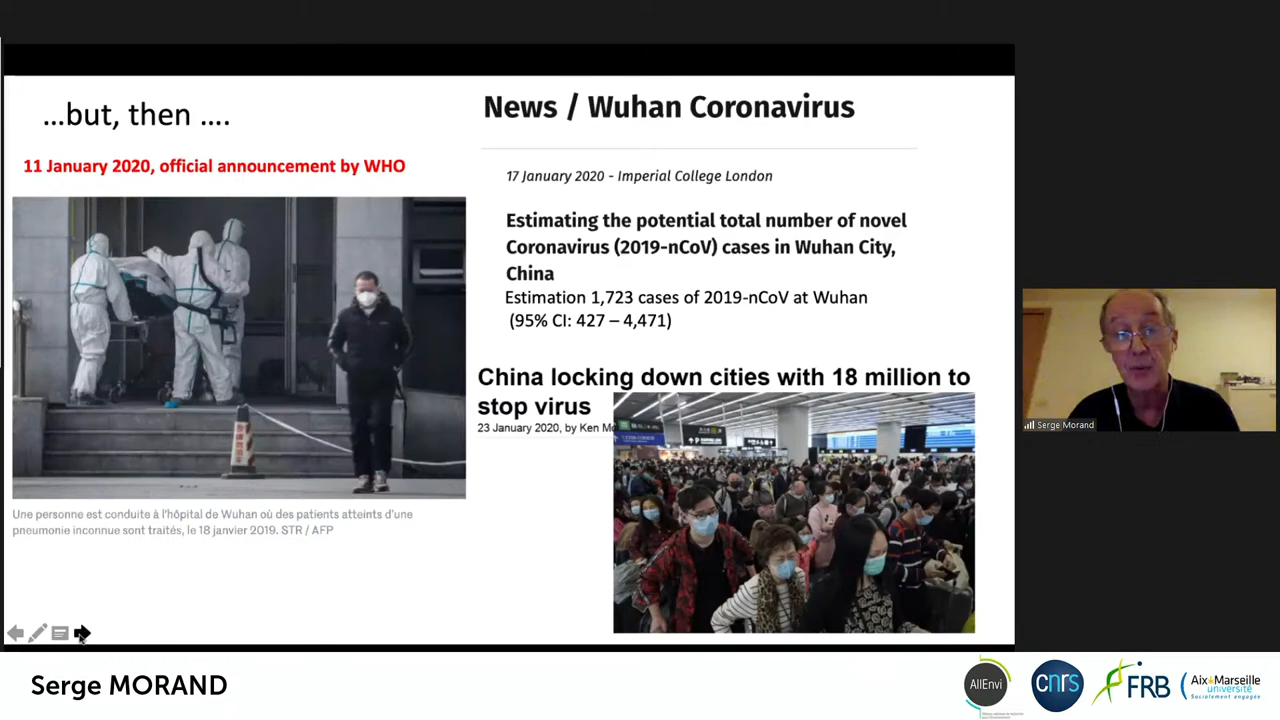 ...but, then ....
11 January 2020, official announcement by WHO
Une personne est conduite à l'hôpital de Wuhan où des patients atteints d'une
pneumonie inconnue sont traités, le 18 janvier 2019. STR / AFP
News / Wuhan Coronavirus
17 January 2020 - Imperial College London
Estimating the potential total number of novel
Coronavirus (2019-nCoV) cases in Wuhan City,
China
Estimation 1,723 cases of 2019-nCoV at Wuhan
(95% CI: 427 – 4,471)
China locking down cities with 18 million to
stop virus
23 January 2020, by Ken
Serge Morand
Serge MORAND
AllEnvi
cnrs
FRB
Aix Marseille
université
Socialement engagée